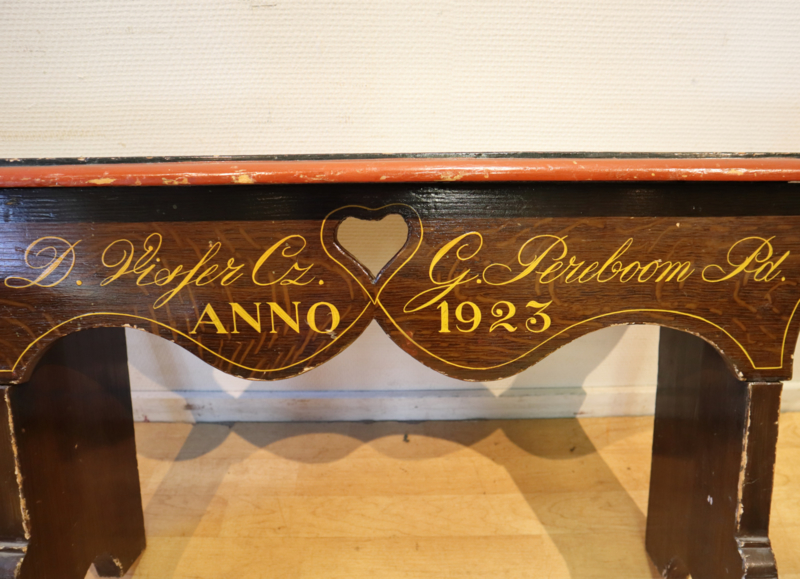 D. Visser Cz. G. Pereboom Pd.
ANNO 1923